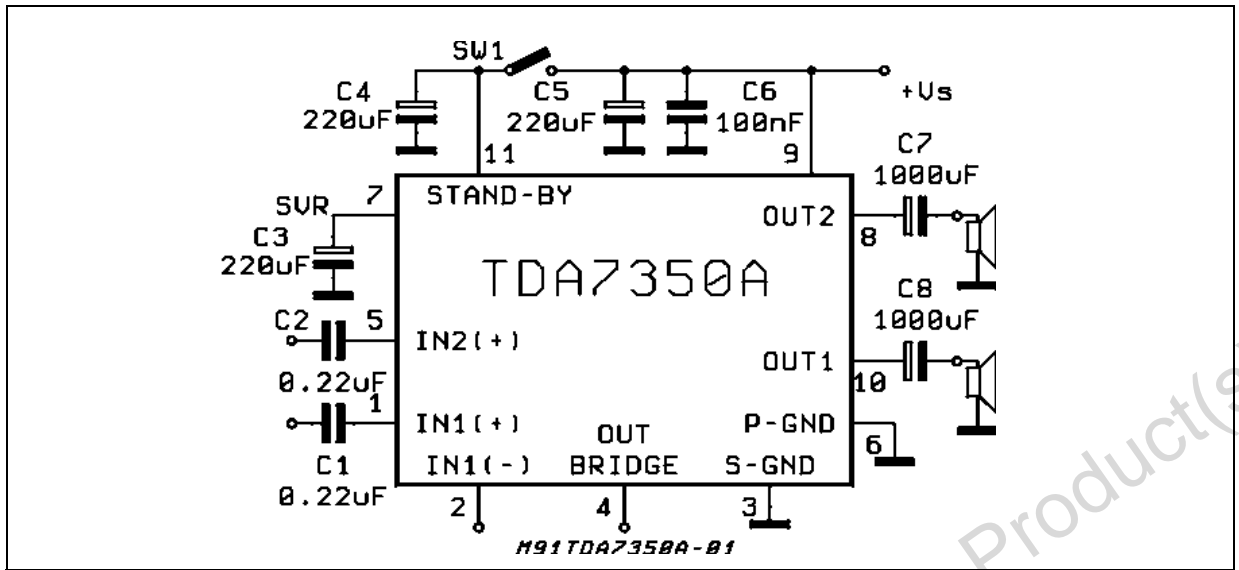 SW1
C4
220uF
C5
220uF
C6
100nF
+Vs
11
9
C7
1000uF
7
STAND-BY
SVR
OUT2
8
C3
220uF
TDA7350A
C8
1000uF
C2
5
IN2(+)
0.22uF
OUT1
10
1
IN1(+)
OUT
BRIDGE
P-GND
6
C1
0.22uF
IN1(-)
S-GND
2
4
3
M91TDA7350A-01